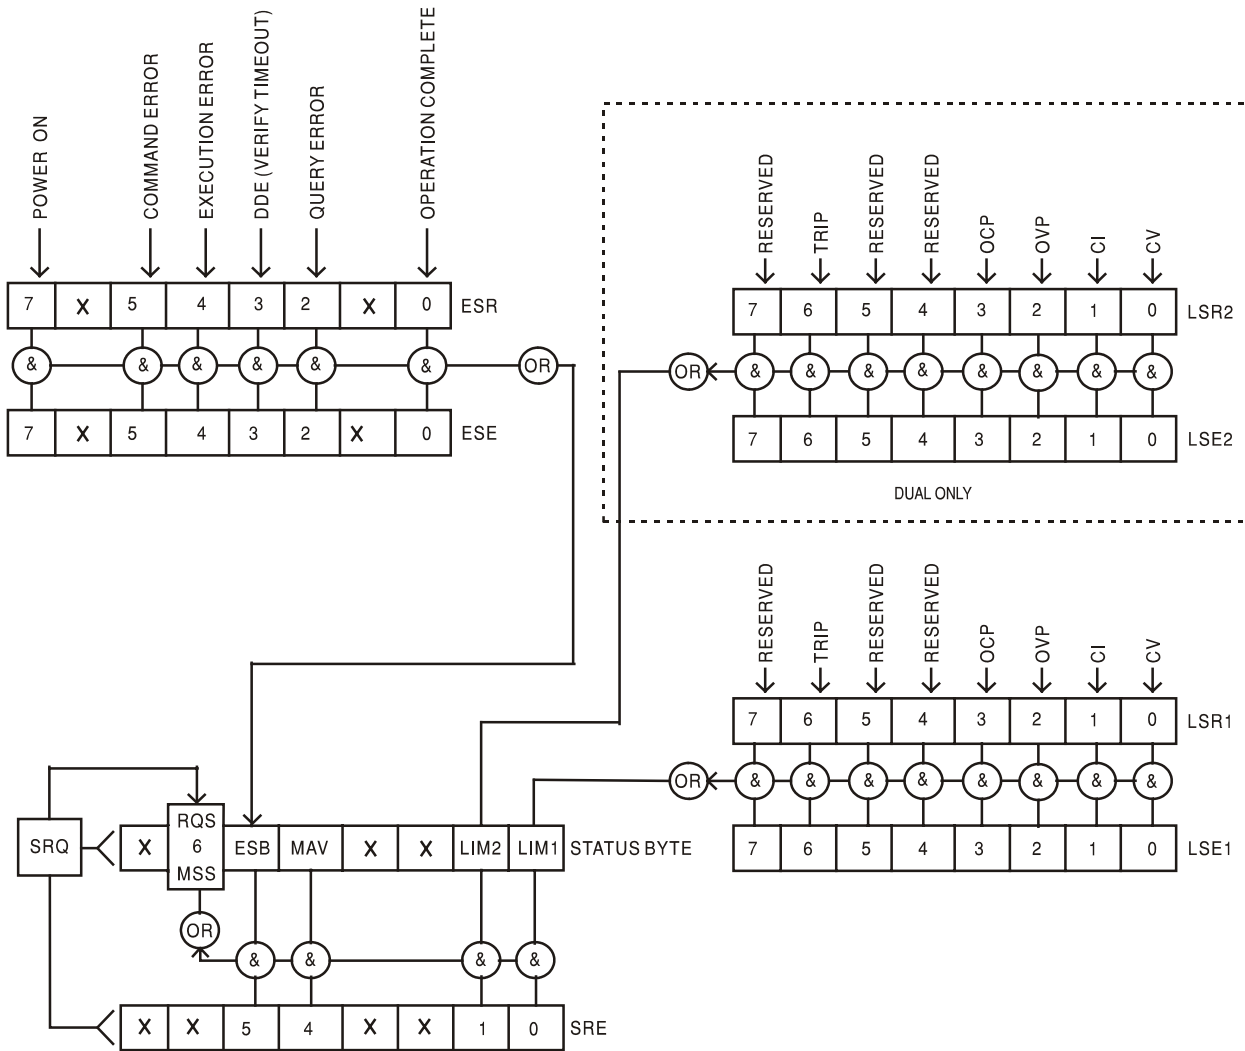 POWER ON
COMMAND ERROR
EXECUTION ERROR
DDE (VERIFY TIMEOUT)
QUERY ERROR
OPERATION COMPLETE
7 X 5 4 3 2 X 0 ESR
& & & & & & OR
7 X 5 4 3 2 X 0 ESE
RESERVED
TRIP
RESERVED
RESERVED
OCP
OVP
CI
CV
7 6 5 4 3 2 1 0 LSR2
OR & & & & & & & &
7 6 5 4 3 2 1 0 LSE2
DUAL ONLY
RESERVED
TRIP
RESERVED
RESERVED
OCP
OVP
CI
CV
7 6 5 4 3 2 1 0 LSR1
OR & & & & & & & &
7 6 5 4 3 2 1 0 LSE1
SRQ
X
RQS
6
MSS
ESB MAV X X LIM2 LIM1 STATUS BYTE
OR
& & & &
X X 5 4 X X 1 0 SRE